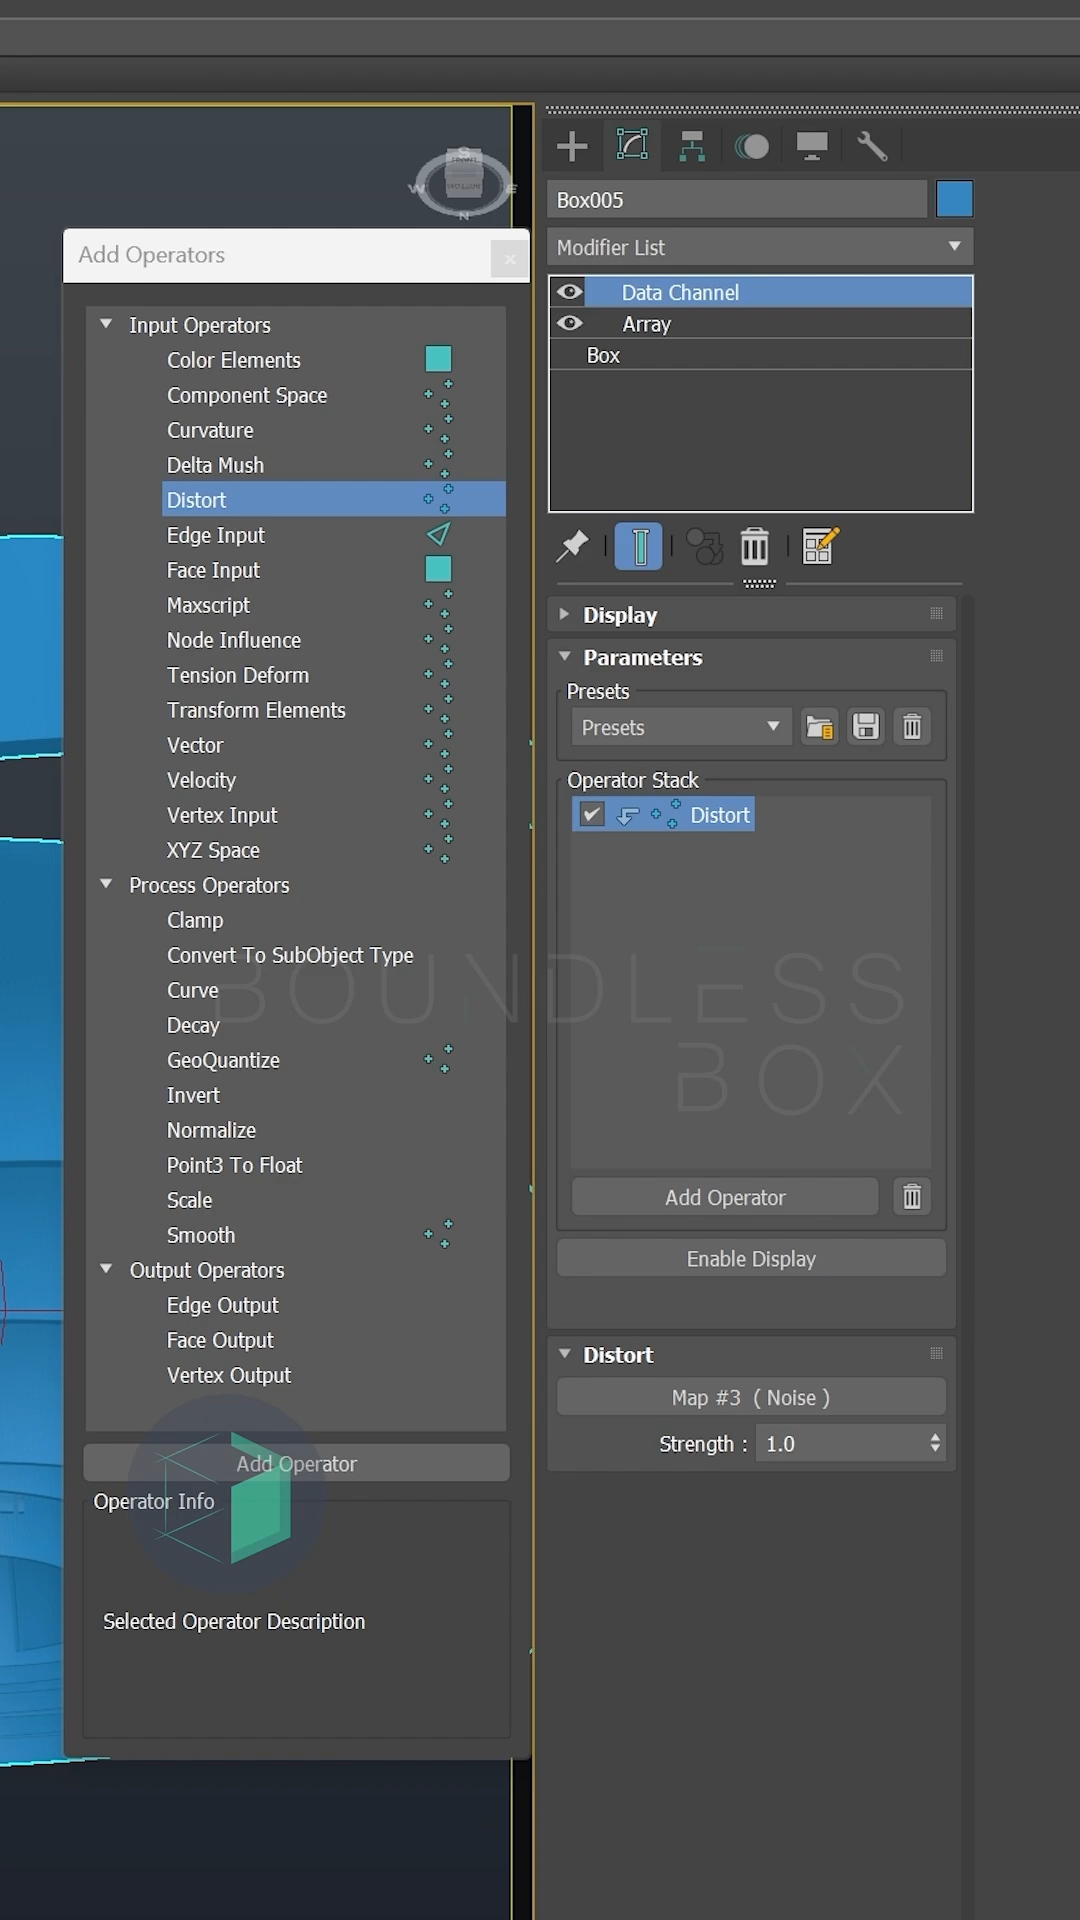 S
FRONT
W
E
N
Box005
Modifier List
Data Channel
Array
Box
Add Operators
Input Operators
Color Elements
Component Space
Curvature
Delta Mush
Distort
Edge Input
Face Input
Maxscript
Node Influence
Tension Deform
Transform Elements
Vector
Velocity
Vertex Input
XYZ Space
Process Operators
Clamp
Convert To SubObject Type
Curve
Decay
GeoQuantize
Invert
Normalize
Point3 To Float
Scale
Smooth
Output Operators
Edge Output
Face Output
Vertex Output
Add Operator
Operator Info
Selected Operator Description
Display
Parameters
Presets
Presets
Operator Stack
Distort
BOUNDLESS
BOX
Add Operator
Enable Display
Distort
Map #3 ( Noise )
Strength : 1.0